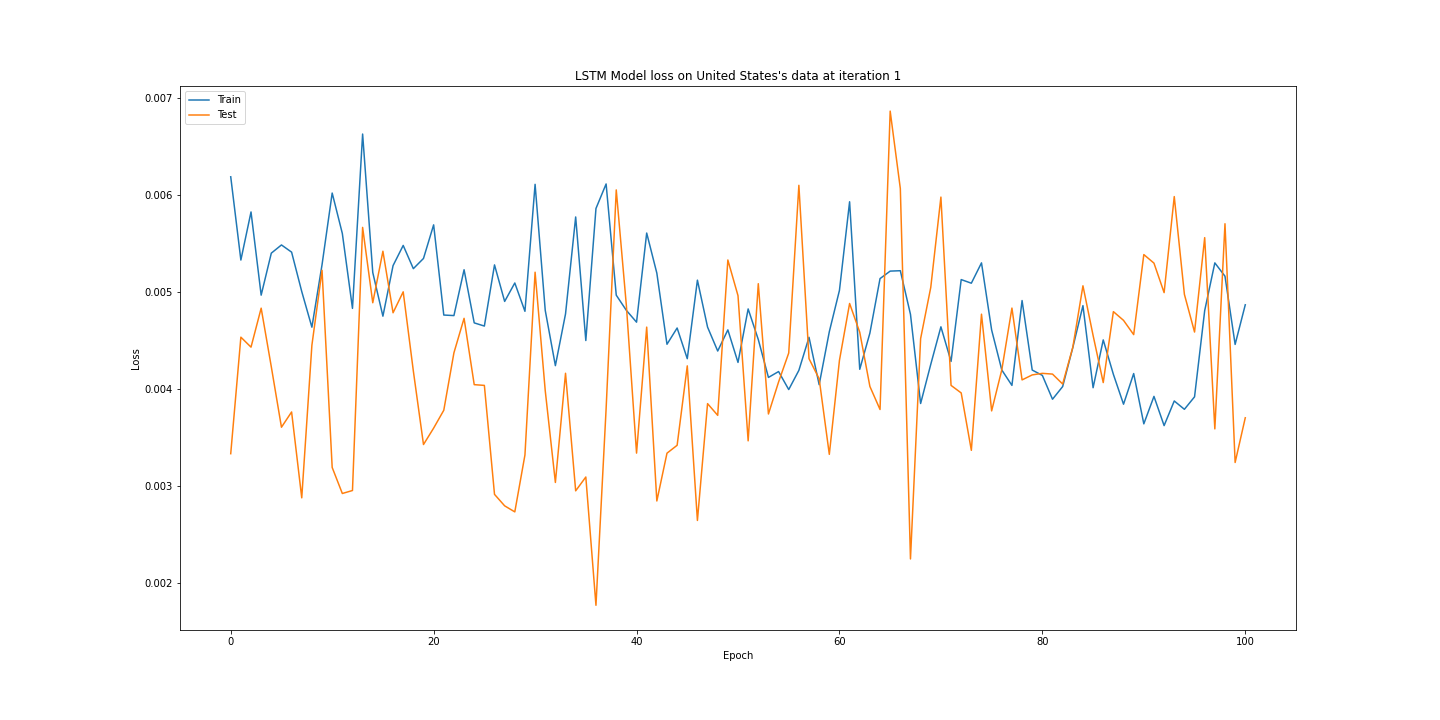 LSTM Model loss on United States's data at iteration 1
Train
Test
0.007
0.006
0.005
0.004
0.003
0.002
Loss
0 20 40 60 80 100
Epoch